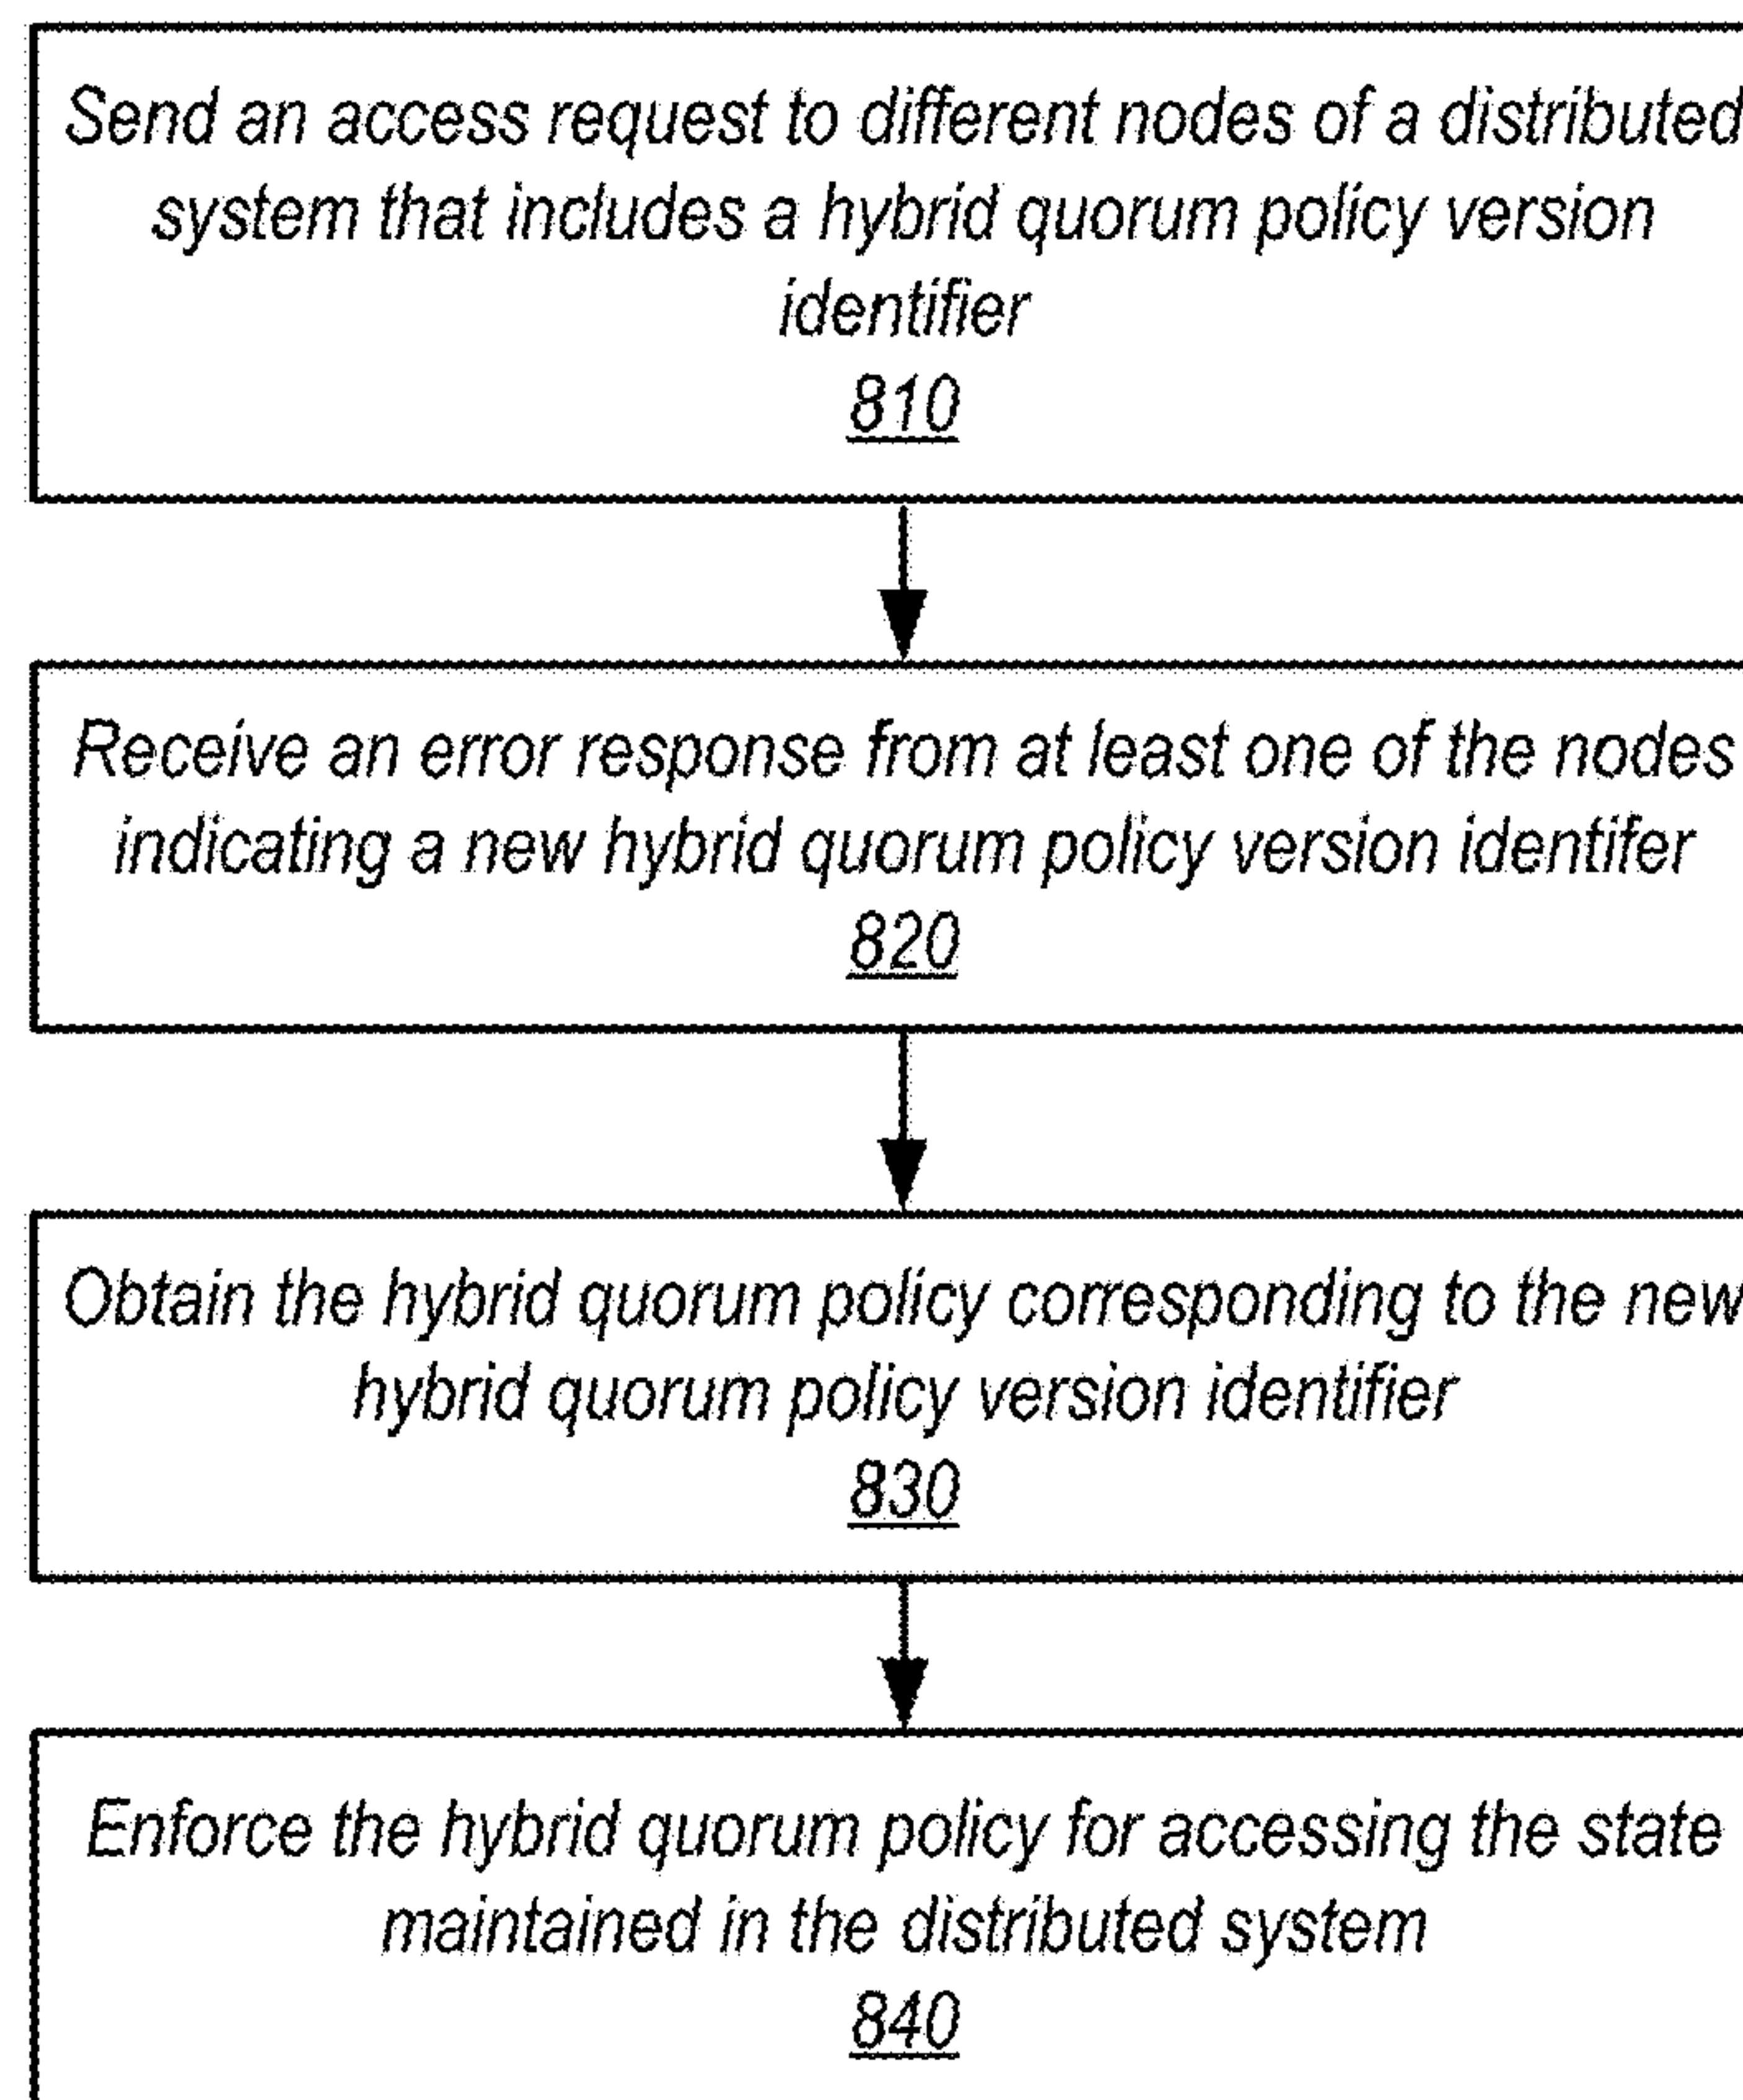 Send an access request to different nodes of a distributed
system that includes a hybrid quorum policy version
identifier
810
Receive an error response from at least one of the nodes
indicating a new hybrid quorum policy version identifer
820
Obtain the hybrid quorum policy corresponding to the new
hybrid quorum policy version identifier
830
Enforce the hybrid quorum policy for accessing the state
maintained in the distributed system
840